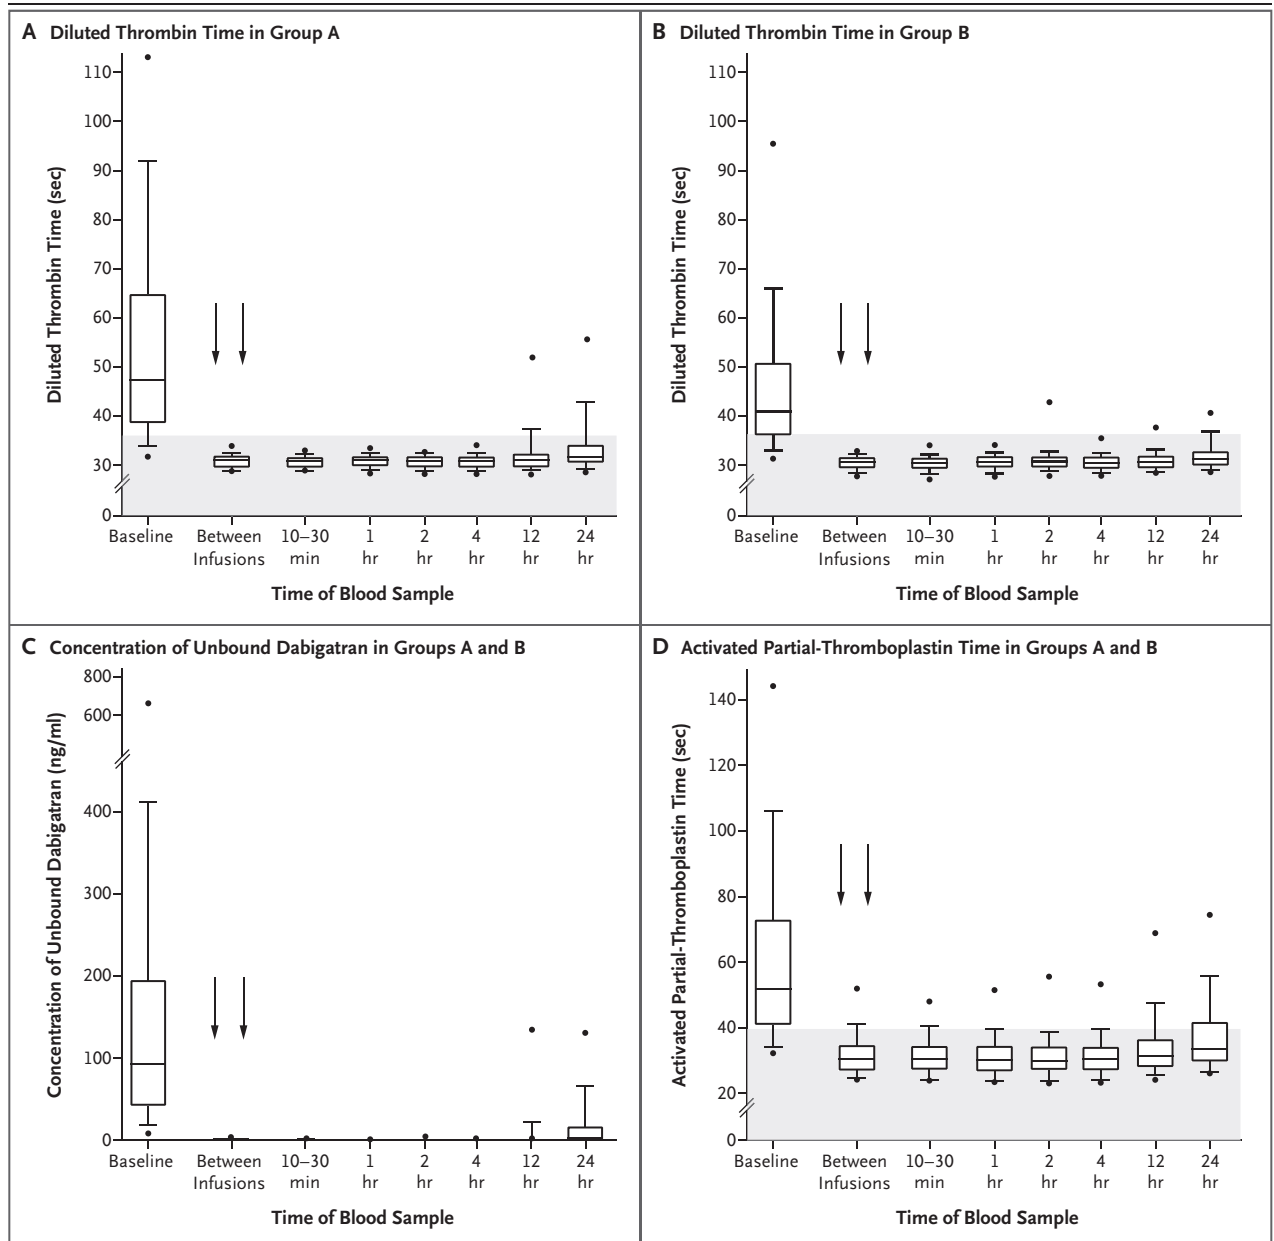 A Diluted Thrombin Time in Group A
Diluted Thrombin Time (sec)
110
100
90
80
70
60
50
40
30
0
Baseline Between Infusions 10–30 min 1 hr 2 hr 4 hr 12 hr 24 hr
Time of Blood Sample
B Diluted Thrombin Time in Group B
Diluted Thrombin Time (sec)
110
100
90
80
70
60
50
40
30
0
Baseline Between Infusions 10–30 min 1 hr 2 hr 4 hr 12 hr 24 hr
Time of Blood Sample
C Concentration of Unbound Dabigatran in Groups A and B
Concentration of Unbound Dabigatran (ng/ml)
800
600
400
300
200
100
0
Baseline Between Infusions 10–30 min 1 hr 2 hr 4 hr 12 hr 24 hr
Time of Blood Sample
D Activated Partial-Thromboplastin Time in Groups A and B
Activated Partial-Thromboplastin Time (sec)
140
120
100
80
60
40
20
0
Baseline Between Infusions 10–30 min 1 hr 2 hr 4 hr 12 hr 24 hr
Time of Blood Sample